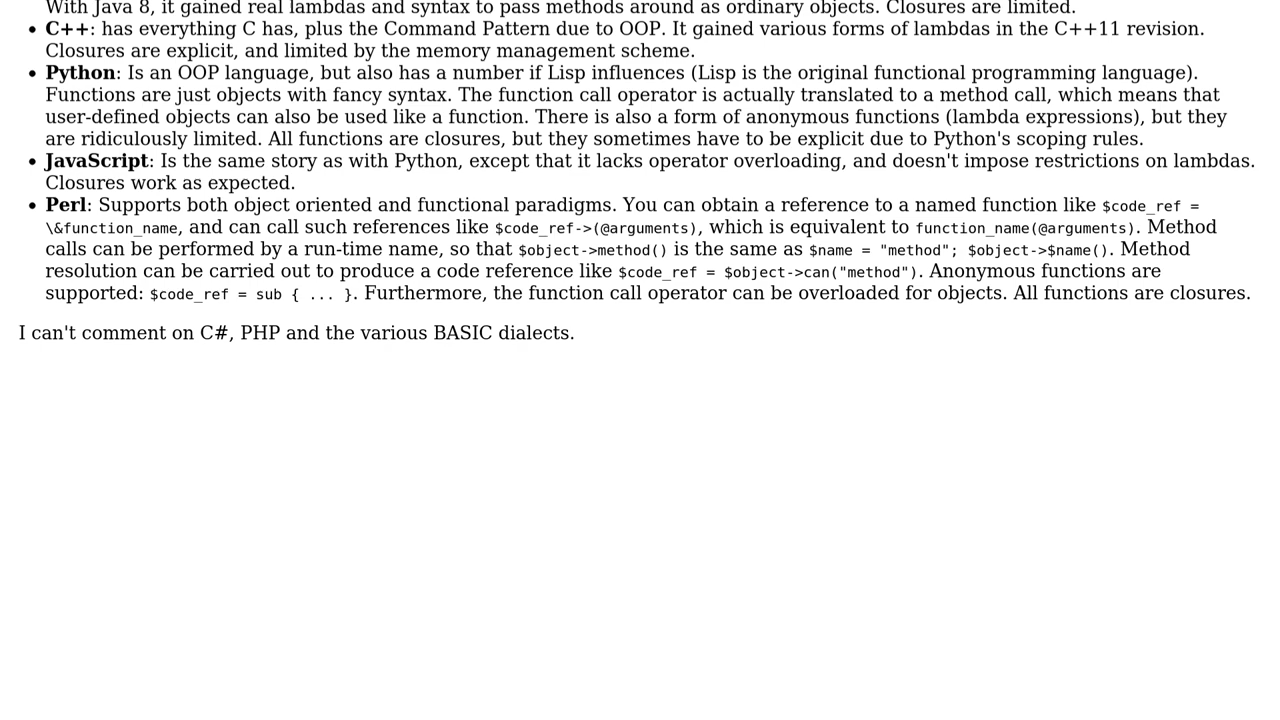 With Java 8, it gained real lambdas and syntax to pass methods around as ordinary objects. Closures are limited.
• C++: has everything C has, plus the Command Pattern due to OOP. It gained various forms of lambdas in the C++11 revision.
Closures are explicit, and limited by the memory management scheme.
• Python: Is an OOP language, but also has a number if Lisp influences (Lisp is the original functional programming language).
Functions are just objects with fancy syntax. The function call operator is actually translated to a method call, which means that
user-defined objects can also be used like a function. There is also a form of anonymous functions (lambda expressions), but they
are ridiculously limited. All functions are closures, but they sometimes have to be explicit due to Python's scoping rules.
• JavaScript: Is the same story as with Python, except that it lacks operator overloading, and doesn't impose restrictions on lambdas.
Closures work as expected.
• Perl: Supports both object oriented and functional paradigms. You can obtain a reference to a named function like $code_ref =
\&function_name, and can call such references like $code_ref->(@arguments), which is equivalent to function_name(@arguments). Method
calls can be performed by a run-time name, so that $object->method() is the same as $name = "method"; $object->$name(). Method
resolution can be carried out to produce a code reference like $code_ref = $object->can("method"). Anonymous functions are
supported: $code_ref = sub { ... }. Furthermore, the function call operator can be overloaded for objects. All functions are closures.
I can't comment on C#, PHP and the various BASIC dialects.